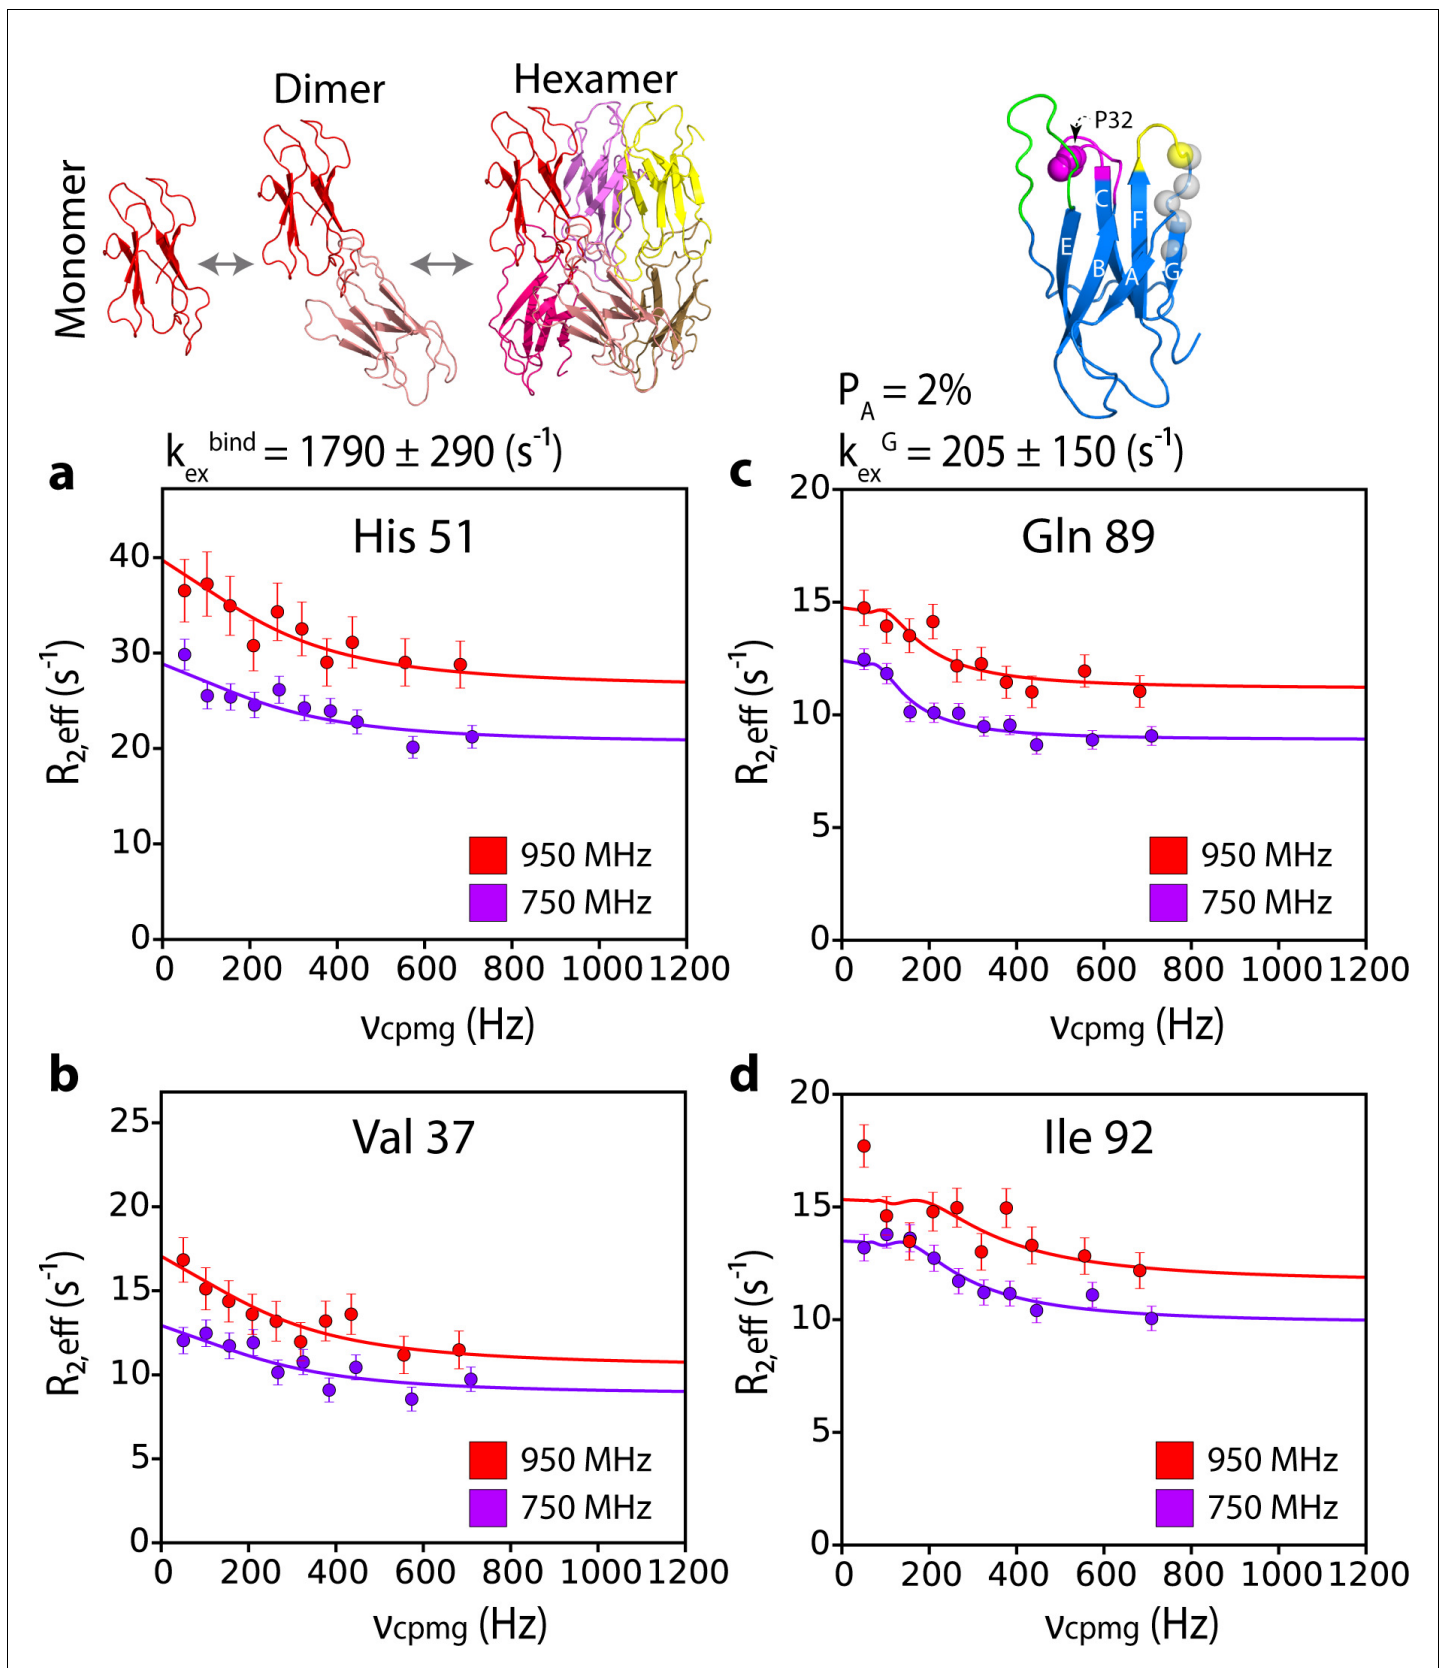 Monomer
Dimer
Hexamer
P32
E
C
B
F
A
G
P_A = 2%
k_ex^bind = 1790 ± 290 (s⁻¹)
k_ex^G = 205 ± 150 (s⁻¹)
a
His 51
R₂,eff (s⁻¹)
40
30
20
10
0
950 MHz
750 MHz
0 200 400 600 800 1000 1200
νcpmg (Hz)
c
Gln 89
R₂,eff (s⁻¹)
20
15
10
5
0
950 MHz
750 MHz
0 200 400 600 800 1000 1200
νcpmg (Hz)
b
Val 37
R₂,eff (s⁻¹)
25
20
15
10
5
0
950 MHz
750 MHz
0 200 400 600 800 1000 1200
νcpmg (Hz)
d
Ile 92
R₂,eff (s⁻¹)
20
15
10
5
0
950 MHz
750 MHz
0 200 400 600 800 1000 1200
νcpmg (Hz)